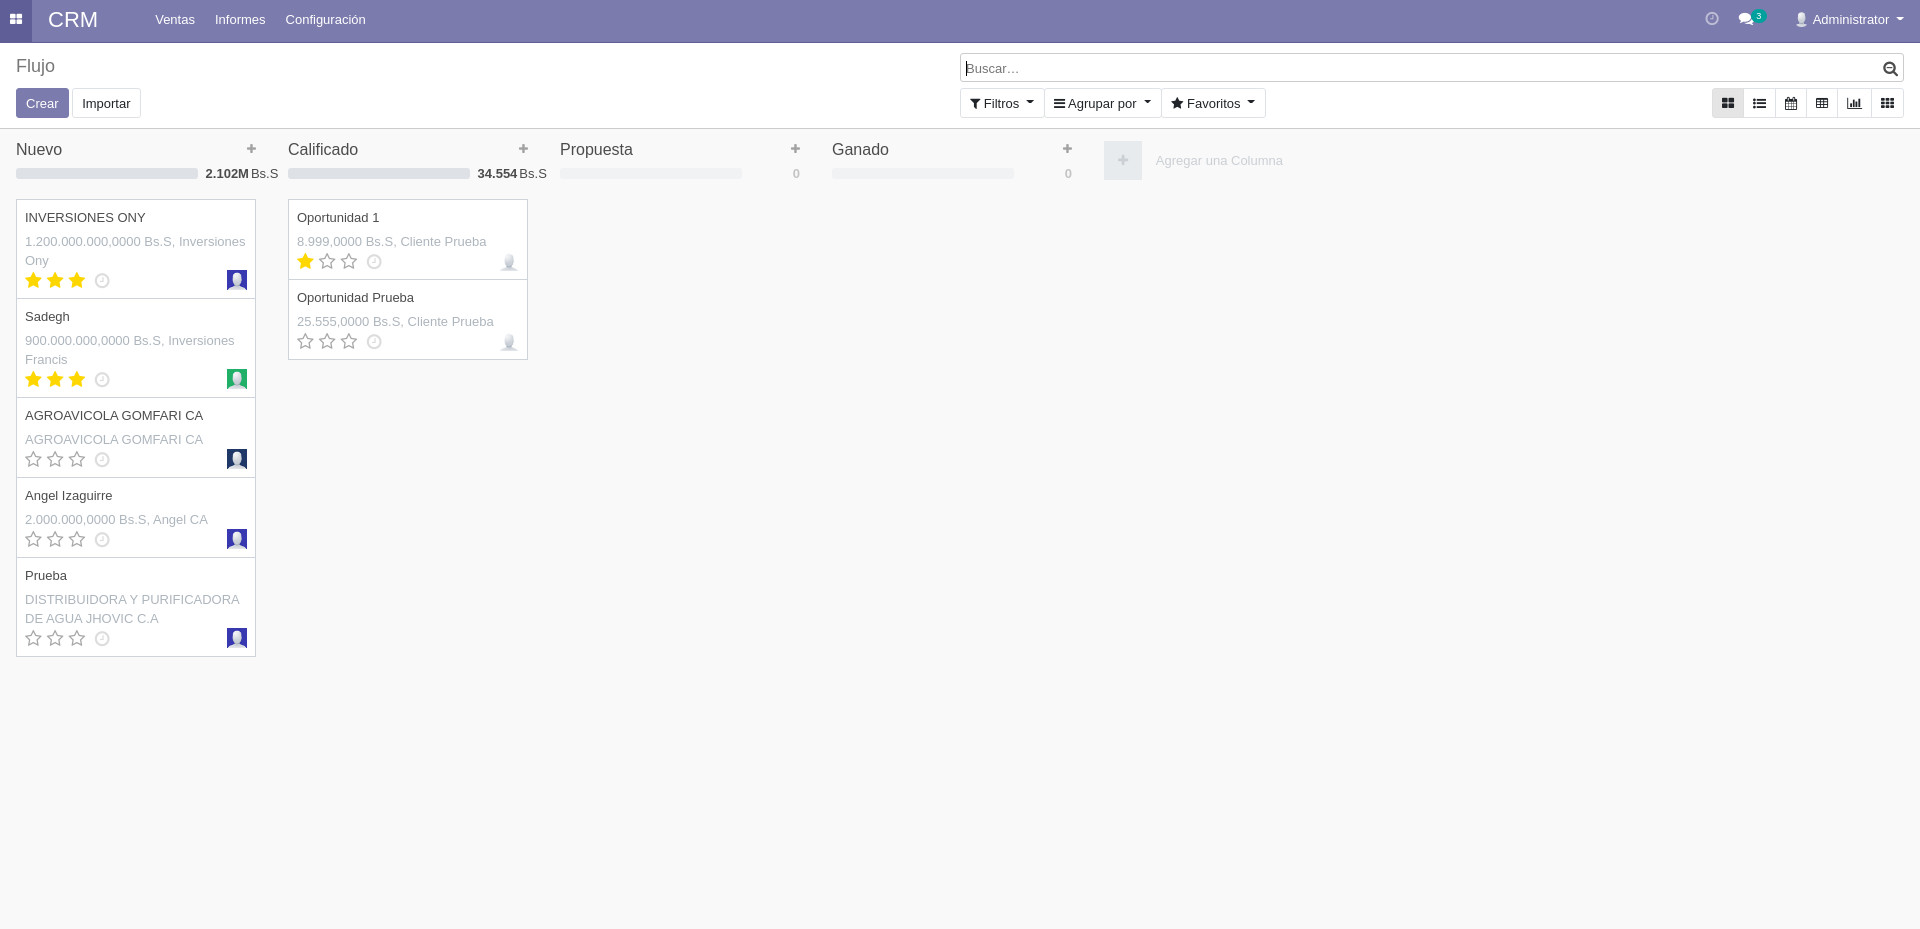 CRM Ventas Informes Configuración 3 Administrator
Flujo
Buscar...
Crear Importar
Filtros Agrupar por Favoritos
Nuevo
2.102M Bs.S
INVERSIONES ONY
1.200.000.000,0000 Bs.S, Inversiones
Ony
Sadegh
900.000.000,0000 Bs.S, Inversiones
Francis
AGROAVICOLA GOMFARI CA
AGROAVICOLA GOMFARI CA
Angel Izaguirre
2.000.000,0000 Bs.S, Angel CA
Prueba
DISTRIBUIDORA Y PURIFICADORA
DE AGUA JHOVIC C.A
Calificado
34.554 Bs.S
Oportunidad 1
8.999,0000 Bs.S, Cliente Prueba
Oportunidad Prueba
25.555,0000 Bs.S, Cliente Prueba
Propuesta
0
Ganado
0
Agregar una Columna